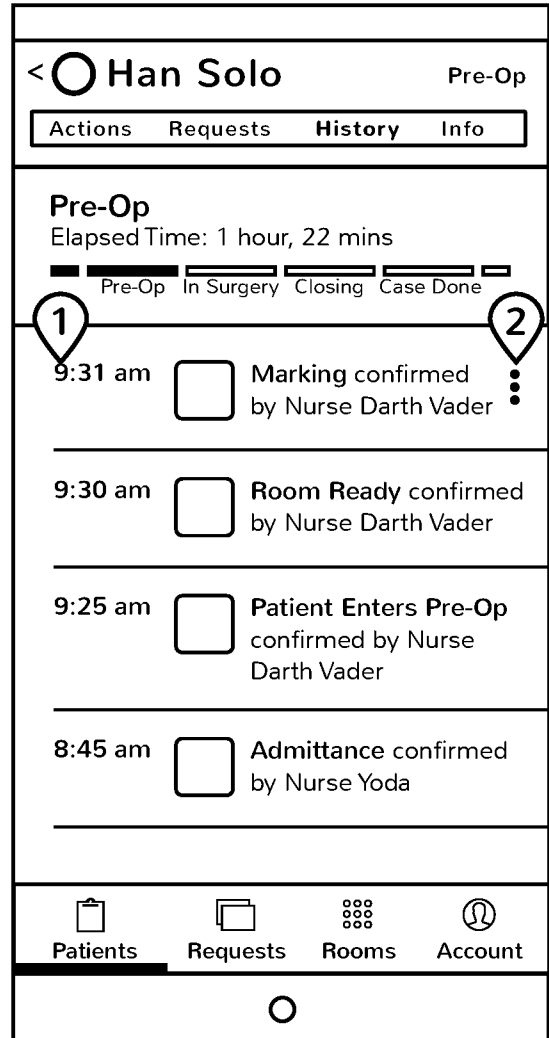 < Han Solo Pre-Op
Actions Requests History Info
Pre-Op
Elapsed Time: 1 hour, 22 mins
Pre-Op In Surgery Closing Case Done
1 2
9:31 am Marking confirmed
by Nurse Darth Vader
9:30 am Room Ready confirmed
by Nurse Darth Vader
9:25 am Patient Enters Pre-Op
confirmed by Nurse
Darth Vader
8:45 am Admittance confirmed
by Nurse Yoda
Patients Requests Rooms Account